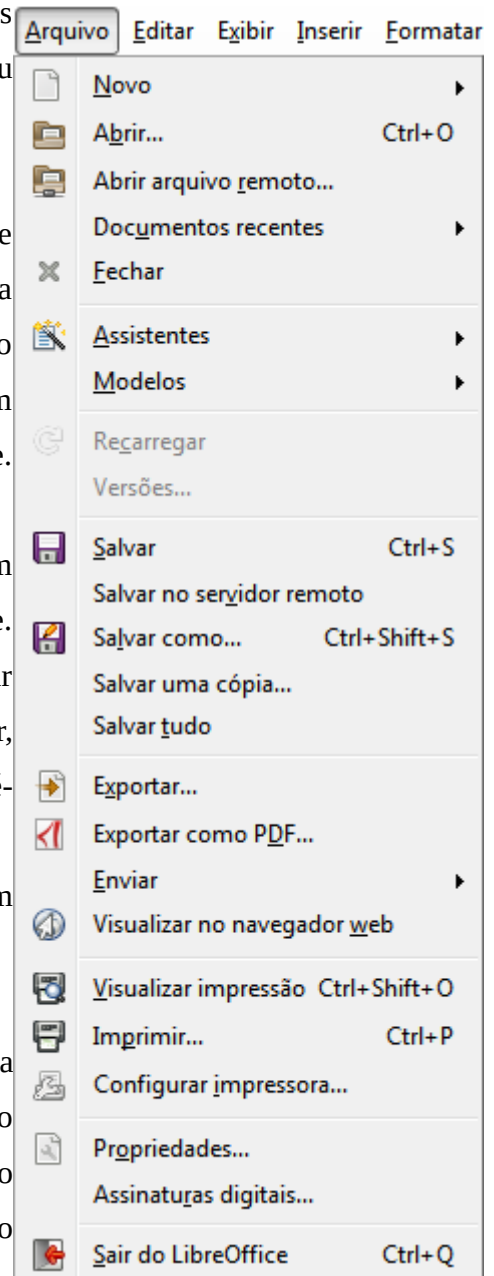 Arquivo Editar Exibir Inserir Formatar
Novo
Abrir... Ctrl+O
Abrir arquivo remoto...
Documentos recentes
Fechar
Assistentes
Modelos
Recarregar
Versões...
Salvar Ctrl+S
Salvar no servidor remoto
Salvar como... Ctrl+Shift+S
Salvar uma cópia...
Salvar tudo
Exportar...
Exportar como PDF...
Enviar
Visualizar no navegador web
Visualizar impressão Ctrl+Shift+O
Imprimir... Ctrl+P
Configurar impressora...
Propriedades...
Assinaturas digitais...
Sair do LibreOffice Ctrl+Q